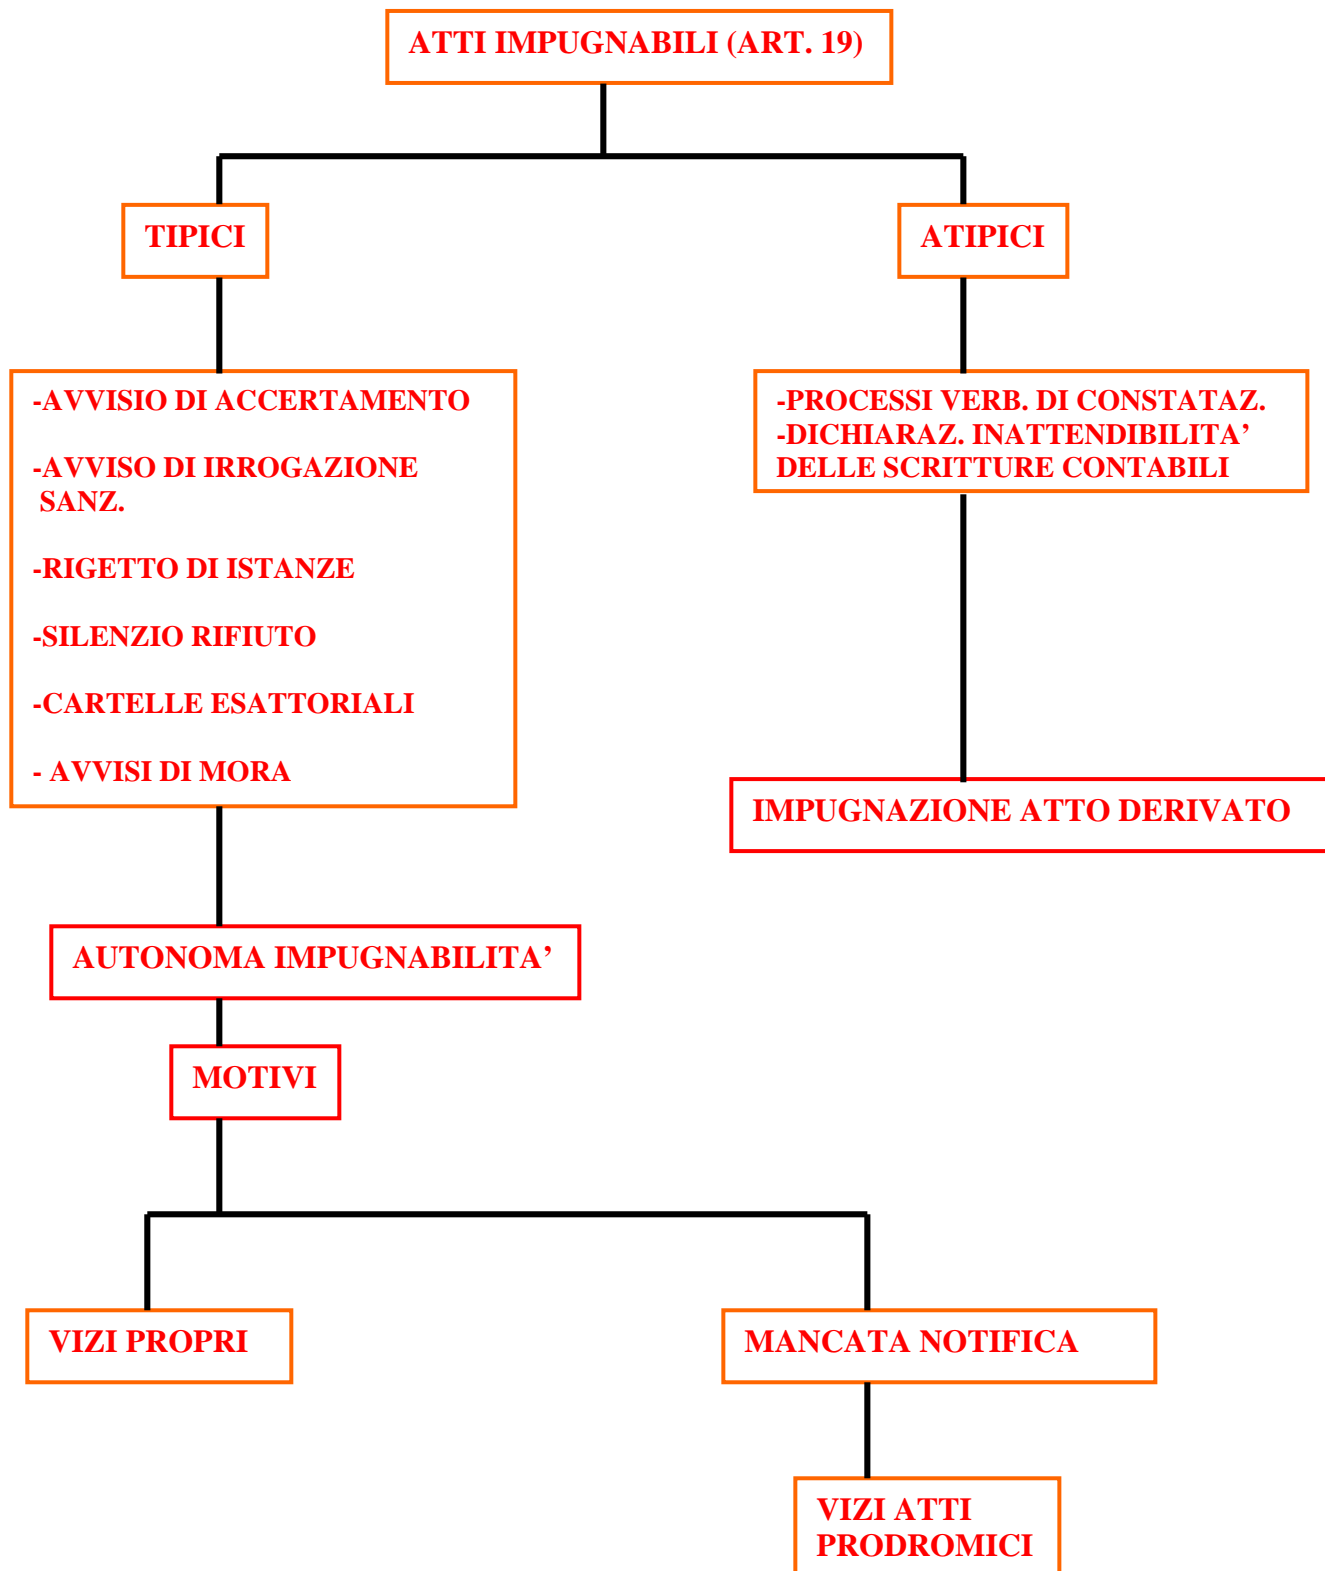 ATTI IMPUGNABILI (ART. 19)
TIPICI
ATIPICI
-AVVISIO DI ACCERTAMENTO
-AVVISO DI IRROGAZIONE
SANZ.
-RIGETTO DI ISTANZE
-SILENZIO RIFIUTO
-CARTELLE ESATTORIALI
- AVVISI DI MORA
-PROCESSI VERB. DI CONSTATAZ.
-DICHIARAZ. INATTENDIBILITA’
DELLE SCRITTURE CONTABILI
IMPUGNAZIONE ATTO DERIVATO
AUTONOMA IMPUGNABILITA’
MOTIVI
VIZI PROPRI
MANCATA NOTIFICA
VIZI ATTI
PRODROMICI